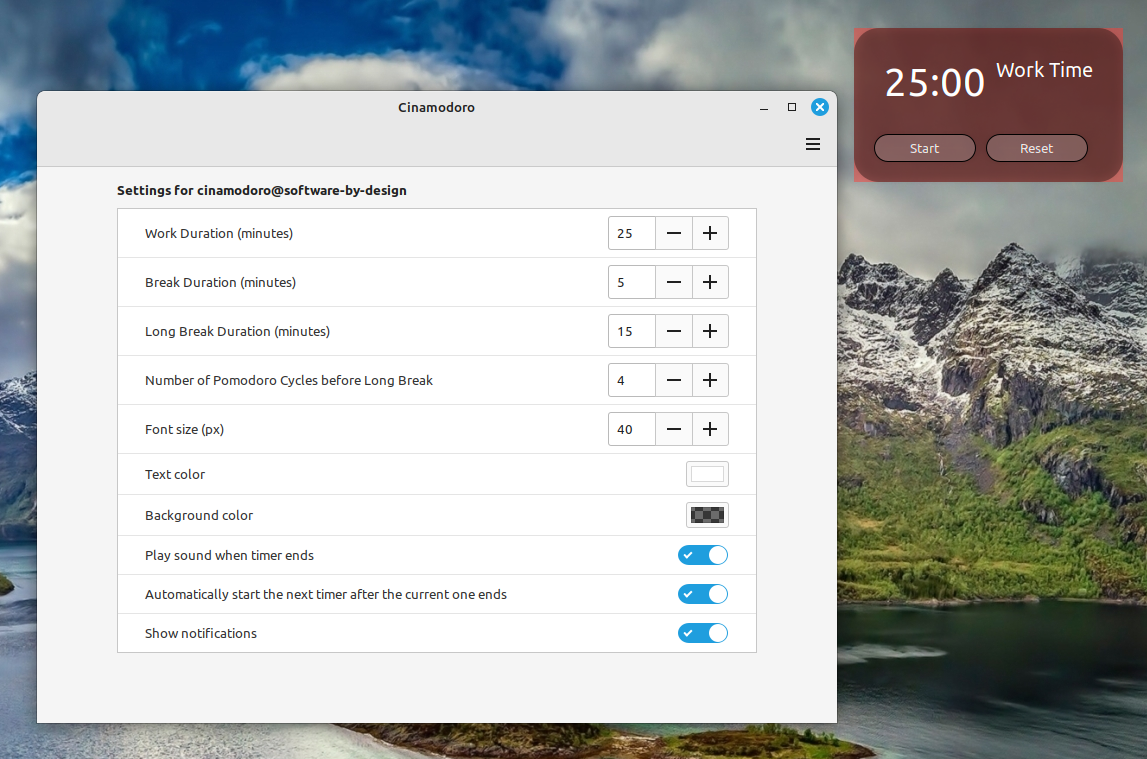 Cinamodoro
Settings for cinamodoro@software-by-design
Work Duration (minutes)
25
Break Duration (minutes)
5
Long Break Duration (minutes)
15
Number of Pomodoro Cycles before Long Break
4
Font size (px)
40
Text color
Background color
Play sound when timer ends
Automatically start the next timer after the current one ends
Show notifications
25:00
Work Time
Start
Reset